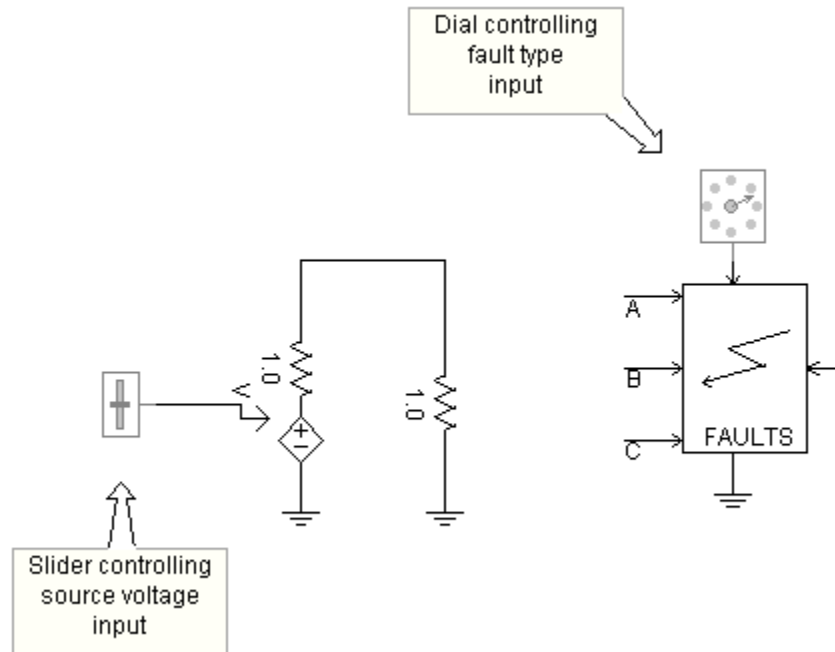 Dial controlling
fault type
input
A
B
C
FAULTS
V
1.0
1.0
+
−
Slider controlling
source voltage
input